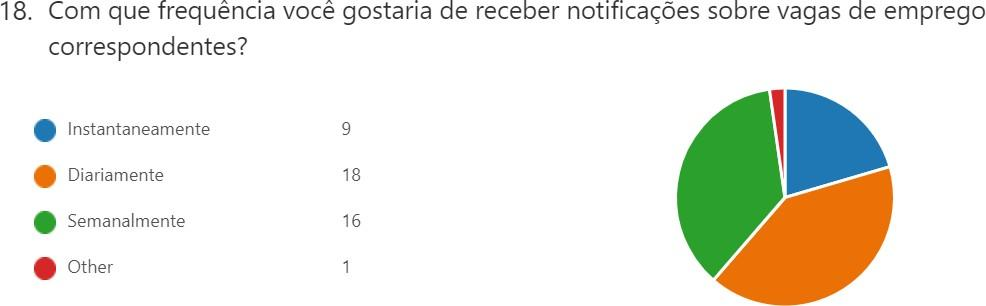 18. Com que frequência você gostaria de receber notificações sobre vagas de emprego
correspondentes?
Instantaneamente 9
Diariamente 18
Semanalmente 16
Other 1